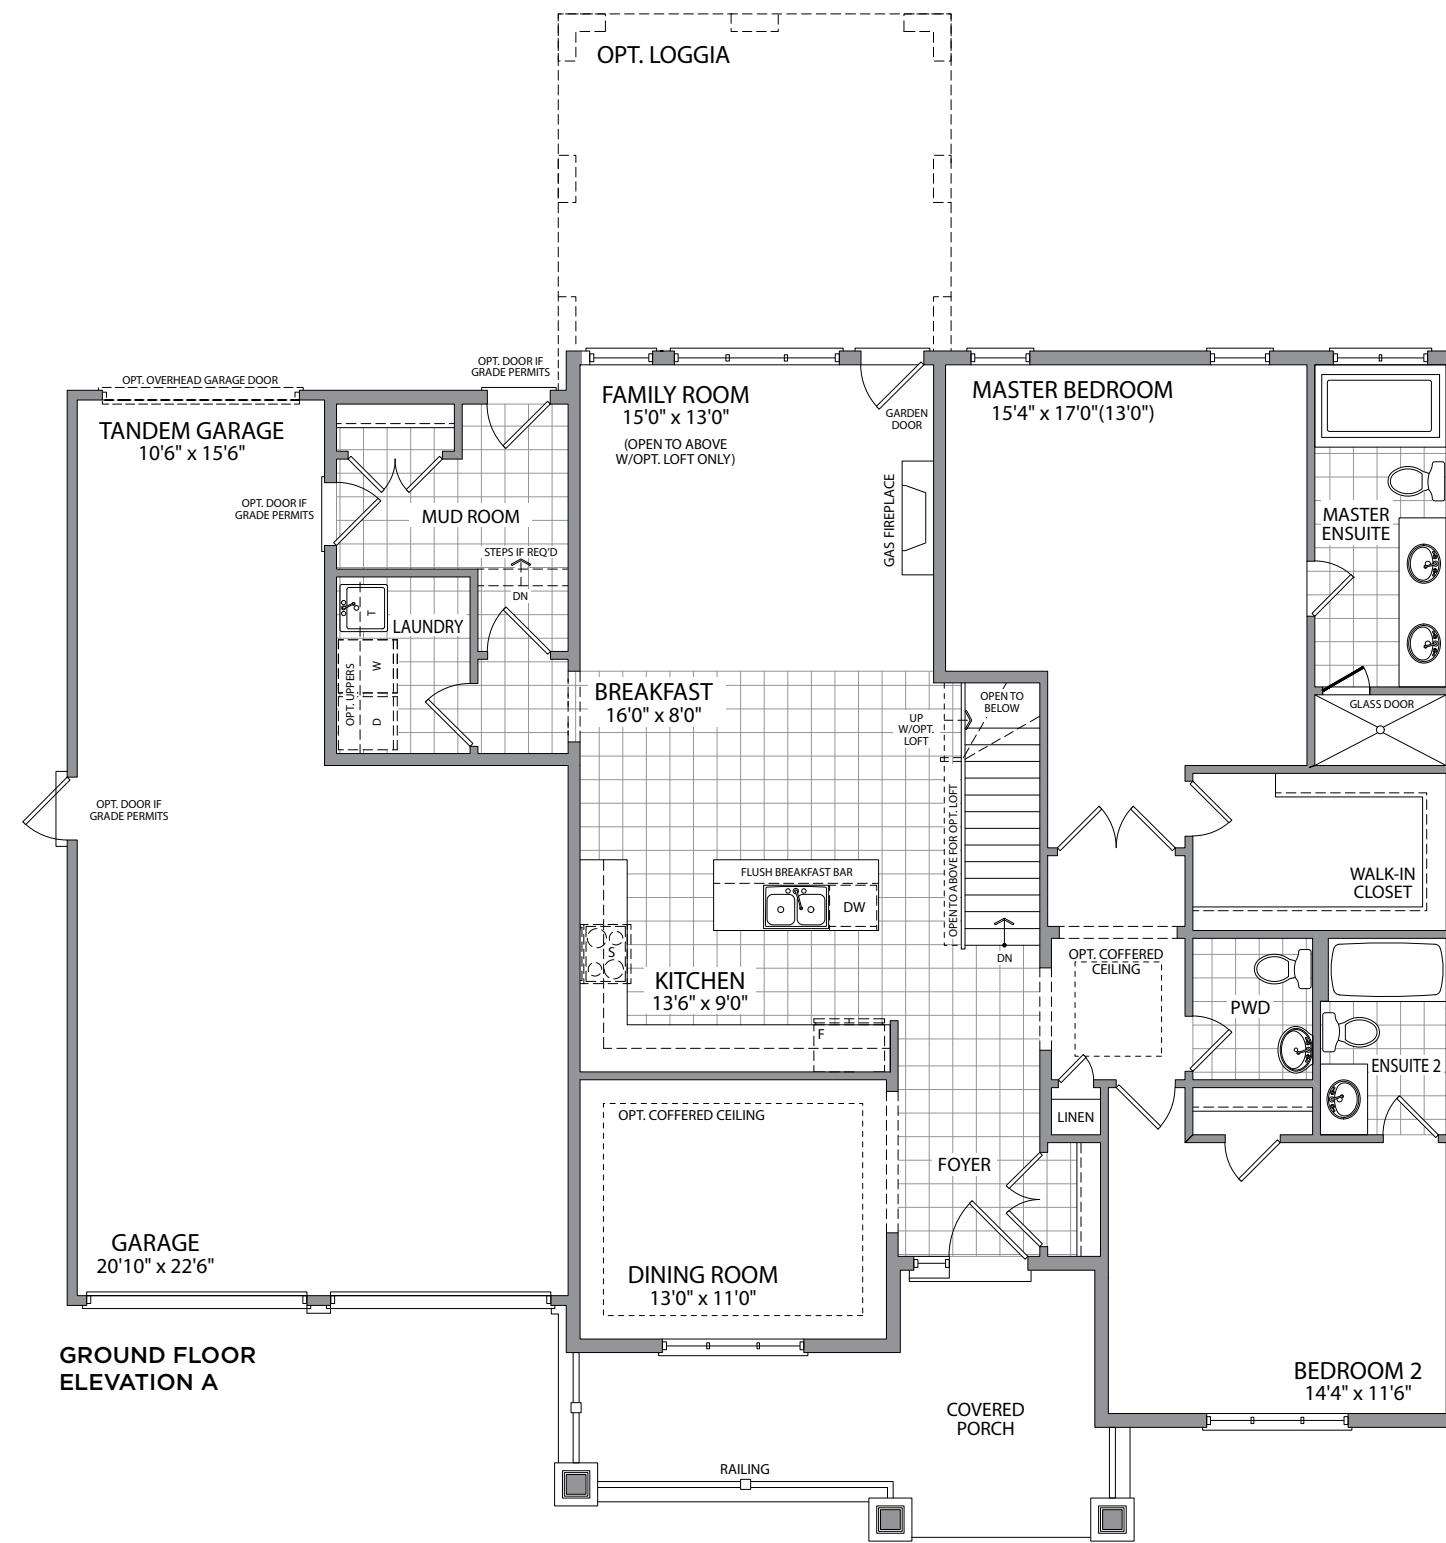 OPT. LOGGIA
OPT. DOOR IF
GRADE PERMITS
OPT. OVERHEAD GARAGE DOOR
TANDEM GARAGE
10'6" x 15'6"
OPT. DOOR IF
GRADE PERMITS
MUD ROOM
STEPS IF REQ'D
DN
LAUNDRY
T
W
D
OPT. UPPERS
FAMILY ROOM
15'0" x 13'0"
(OPEN TO ABOVE
W/OPT. LOFT ONLY)
GARDEN
DOOR
GAS FIREPLACE
MASTER BEDROOM
15'4" x 17'0"(13'0")
MASTER
ENSUITE
GLASS DOOR
BREAKFAST
16'0" x 8'0"
UP
W/OPT.
LOFT
OPEN TO
BELOW
OPEN TO ABOVE FOR OPT. LOFT
DN
OPT. DOOR IF
GRADE PERMITS
FLUSH BREAKFAST BAR
DW
S
KITCHEN
13'6" x 9'0"
F
WALK-IN
CLOSET
OPT. COFFERED
CEILING
PWD
ENSUITE 2
LINEN
OPT. COFFERED CEILING
FOYER
DINING ROOM
13'0" x 11'0"
GARAGE
20'10" x 22'6"
GROUND FLOOR
ELEVATION A
BEDROOM 2
14'4" x 11'6"
COVERED
PORCH
RAILING